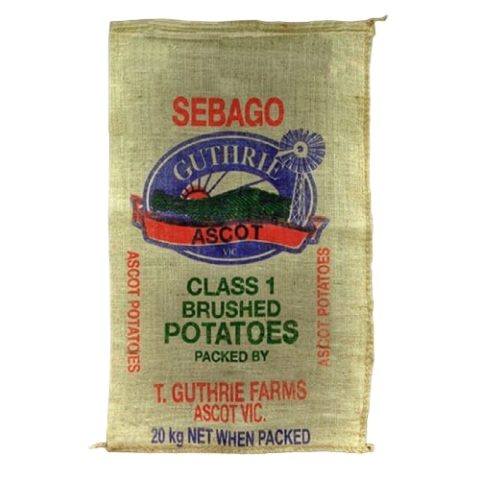 SEBAGO
GUTHRIE
ASCOT
VIC
CLASS 1
BRUSHED
POTATOES
PACKED BY
ASCOT POTATOES
ASCOT POTATOES
T. GUTHRIE FARMS
ASCOT VIC.
20 kg NET WHEN PACKED